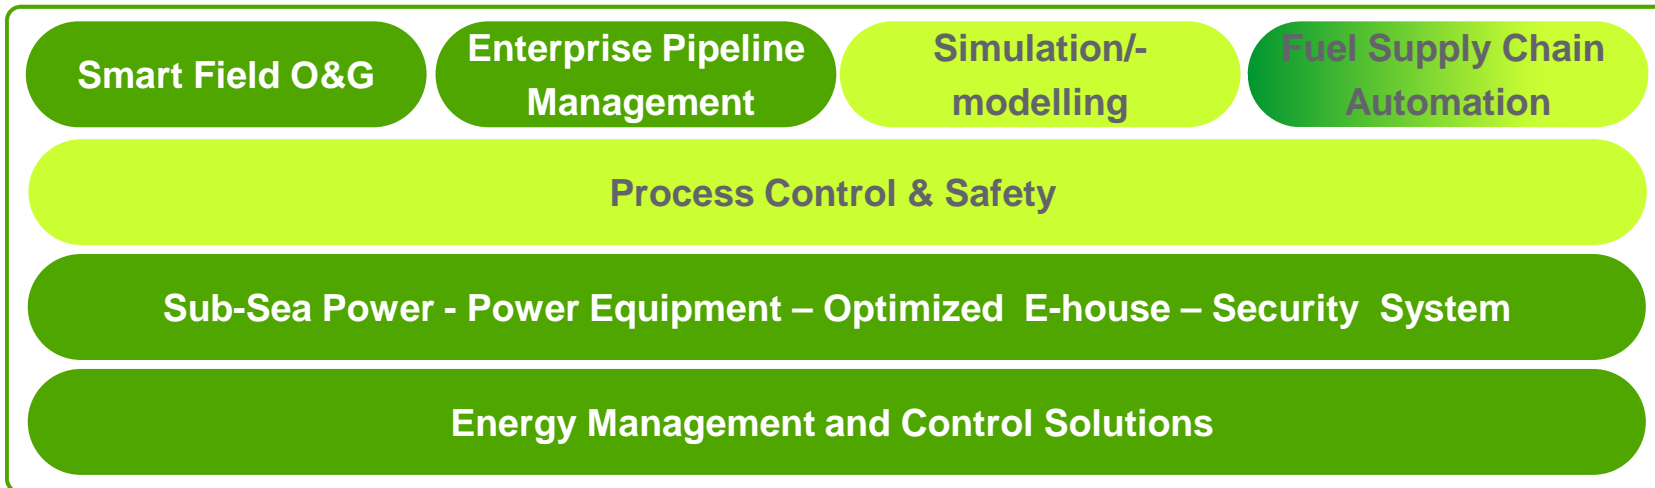 Smart Field O&G
Enterprise Pipeline
Management
Simulation/-
modelling
Fuel Supply Chain
Automation
Process Control & Safety
Sub-Sea Power - Power Equipment – Optimized  E-house – Security  System
Energy Management and Control Solutions